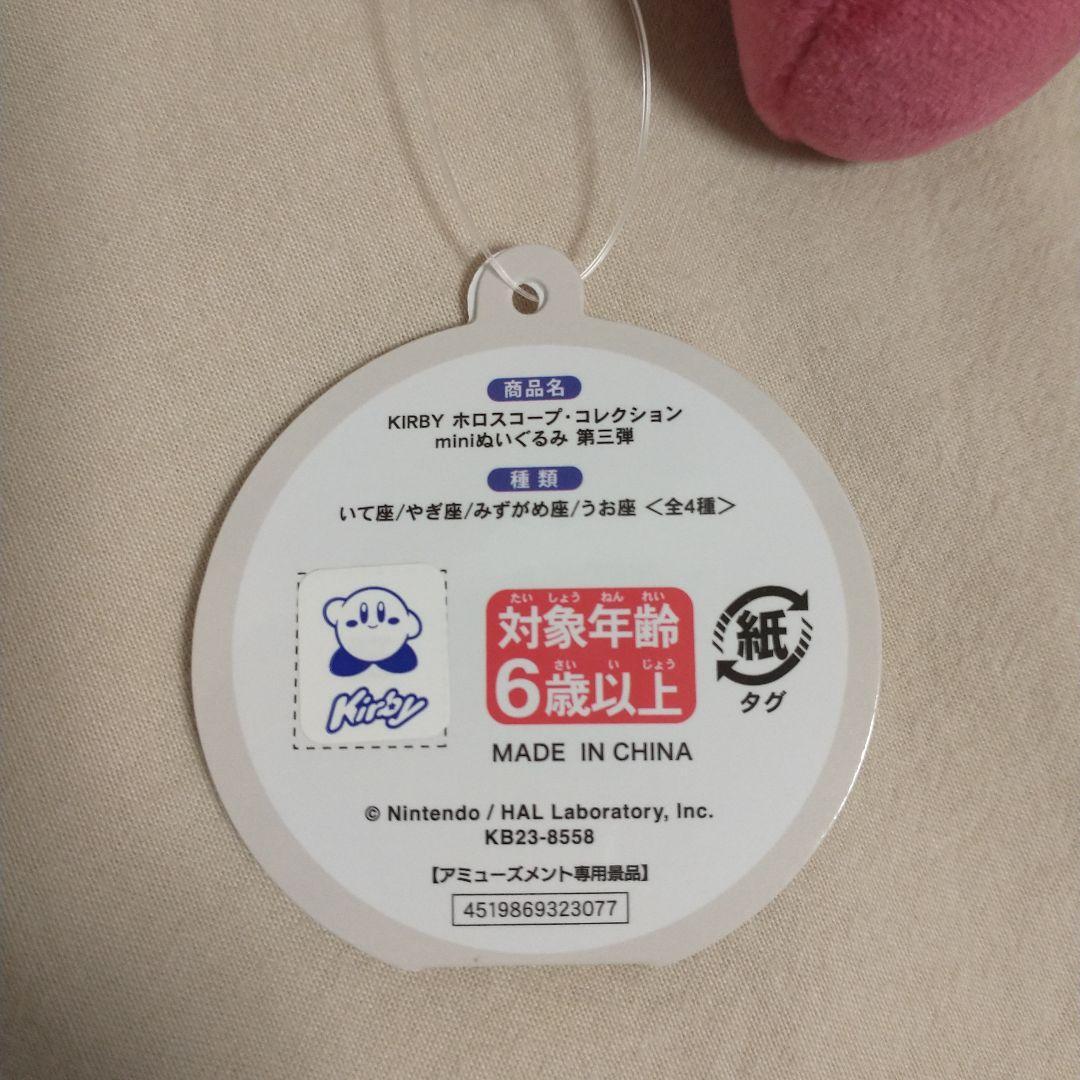 商品名
KIRBY ホロスコープ・コレクション
miniぬいぐるみ 第三弾
種類
いて座/やぎ座/みずがめ座/うお座 <全4種>
Kirby
たい しょう ねん れい
対象年齢
さい い じょう
6歳以上
紙
タグ
MADE IN CHINA
© Nintendo / HAL Laboratory, Inc.
KB23-8558
【アミューズメント専用景品】
4519869323077